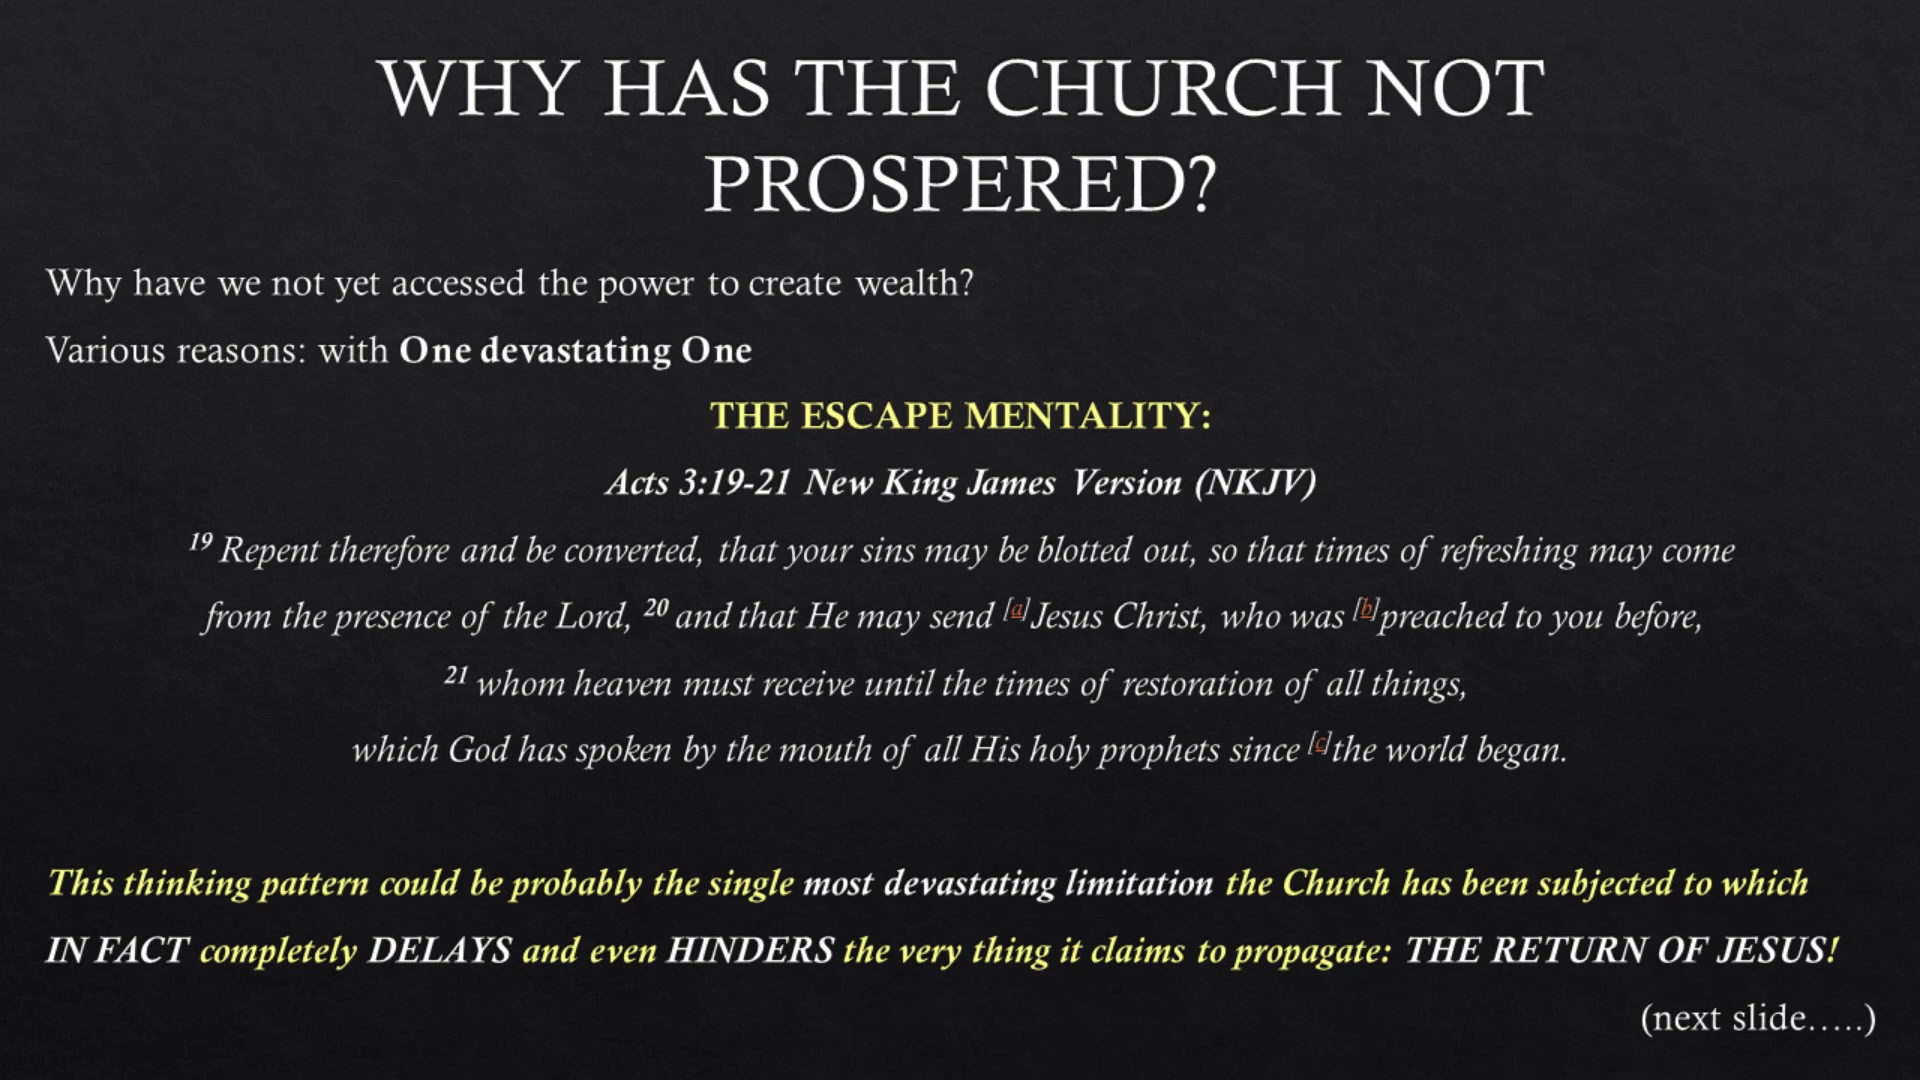 WHY HAS THE CHURCH NOT
PROSPERED?
Why have we not yet accessed the power to create wealth?
Various reasons: with One devastating One
THE ESCAPE MENTALITY:
Acts 3:19-21 New King James Version (NKJV)
19 Repent therefore and be converted, that your sins may be blotted out, so that times of refreshing may come
from the presence of the Lord, 20 and that He may send [a]Jesus Christ, who was [b]preached to you before,
21 whom heaven must receive until the times of restoration of all things,
which God has spoken by the mouth of all His holy prophets since [c]the world began.
This thinking pattern could be probably the single most devastating limitation the Church has been subjected to which
IN FACT completely DELAYS and even HINDERS the very thing it claims to propagate: THE RETURN OF JESUS!
(next slide…..)